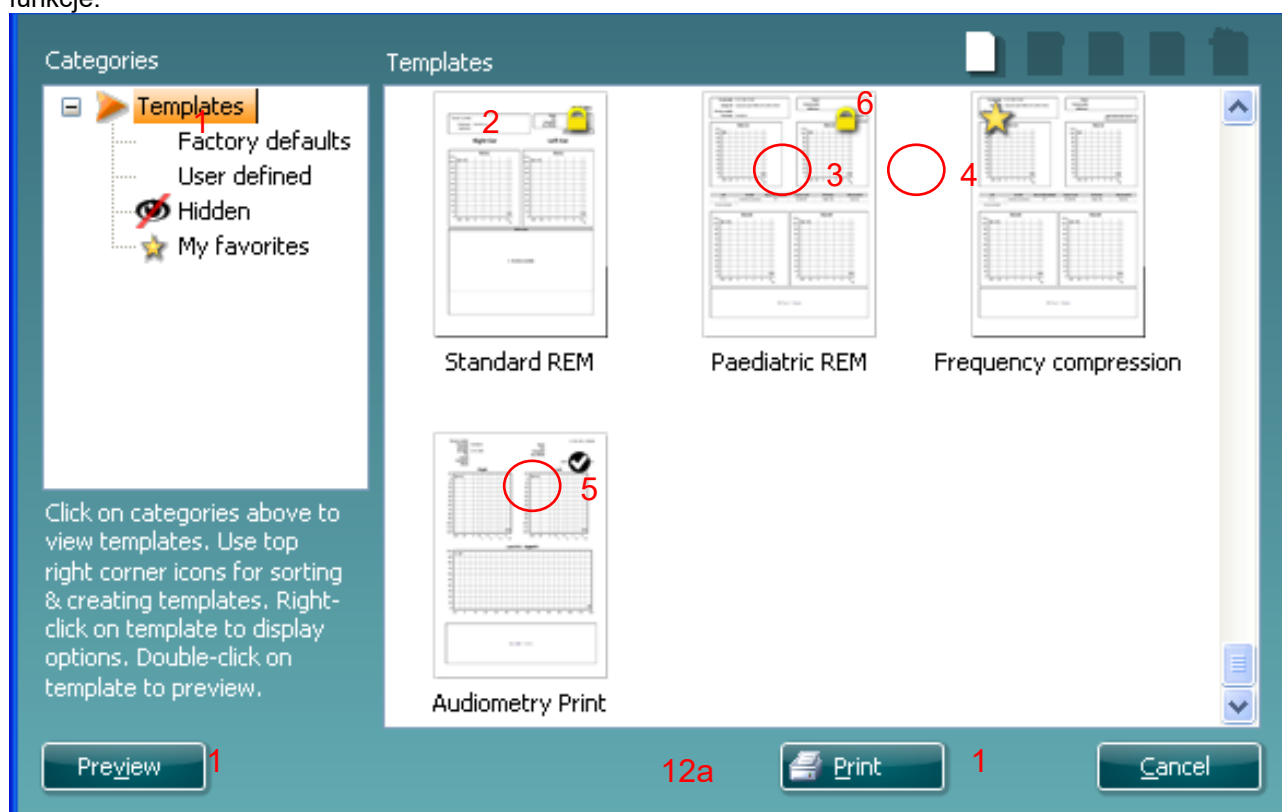 funkcje.
Categories
Templates
Templates
1
Factory defaults
User defined
Hidden
My favorites
2
6
3
4
Standard REM
Paediatric REM
Frequency compression
5
Audiometry Print
Click on categories above to
view templates. Use top
right corner icons for sorting
& creating templates. Right-
click on template to display
options. Double-click on
template to preview.
Preview 1
12a
Print 1
Cancel